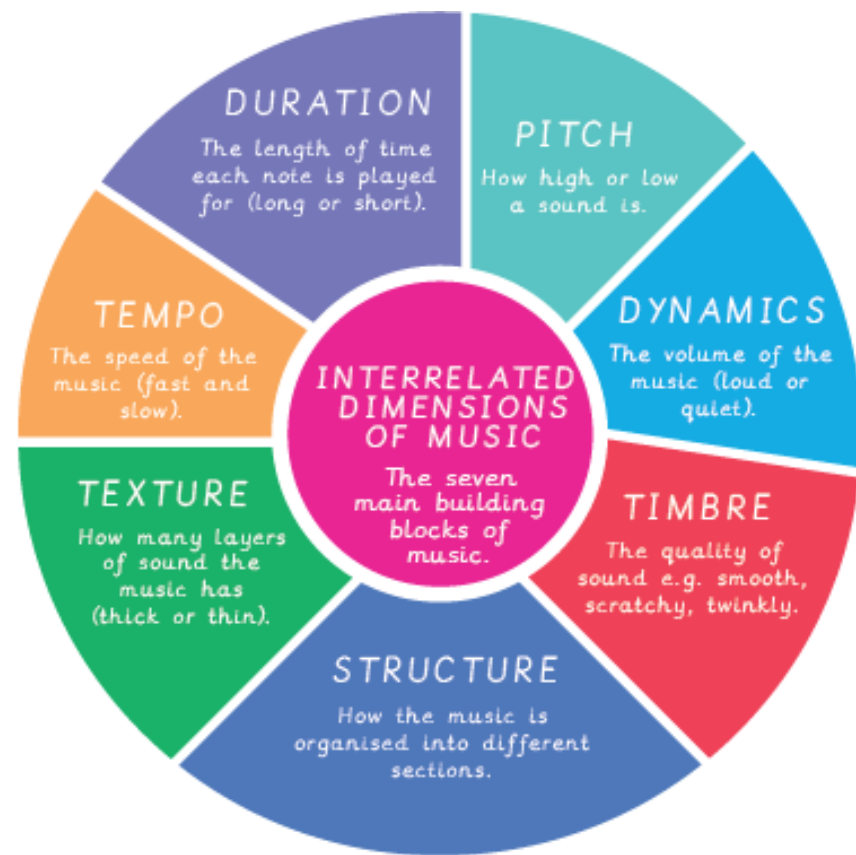 DURATION
The length of time
each note is played
for (long or short).
PITCH
How high or low
a sound is.
DYNAMICS
The volume of the
music (loud or
quiet).
TIMBRE
The quality of
sound e.g. smooth,
scratchy, twinkly.
STRUCTURE
How the music is
organised into different
sections.
TEXTURE
How many layers
of sound the
music has
(thick or thin).
TEMPO
The speed of the
music (fast and
slow).
INTERRELATED
DIMENSIONS
OF MUSIC
The seven
main building
blocks of
music.